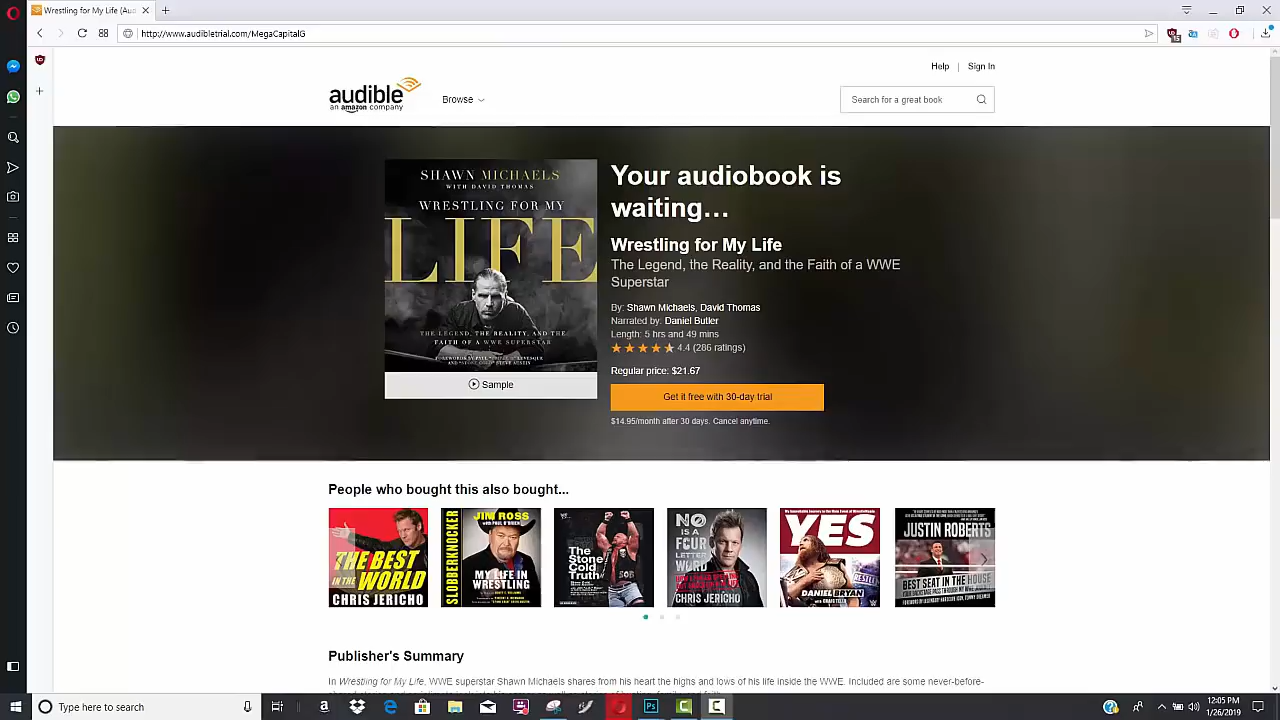 Wrestling for My Life (Au
http://www.audibletrial.com/MegaCapitalG
15
Help | Sign In
audible
an amazon company
Browse
Search for a great book
SHAWN MICHAELS
WITH DAVID THOMAS
WRESTLING FOR MY
LIFE
THE LEGEND, THE REALITY, AND THE
FAITH OF A WWE SUPERSTAR
Sample
Your audiobook is
waiting…
Wrestling for My Life
The Legend, the Reality, and the Faith of a WWE
Superstar
By: Shawn Michaels, David Thomas
Narrated by: Daniel Butler
Length: 5 hrs and 49 mins
4.4 (286 ratings)
Regular price: $21.67
Get it free with 30-day trial
$14.95/month after 30 days. Cancel anytime.
People who bought this also bought...
THE BEST
IN THE WORLD
CHRIS JERICHO
SLOBBERKNOCKER
JIM ROSS
with PAUL O'BRIEN
MY LIFE IN
WRESTLING
The
Stone
Cold
Truth
NO
IS A
FOUR
LETTER
WORD
CHRIS JERICHO
YES
DANIEL BRYAN
JUSTIN ROBERTS
BEST SEAT IN THE HOUSE
Publisher's Summary
In Wrestling for My Life, WWE superstar Shawn Michaels shares from his heart the highs and lows of his life inside the WWE. Included are some never-before-
Type here to search
12:05 PM
1/26/2019